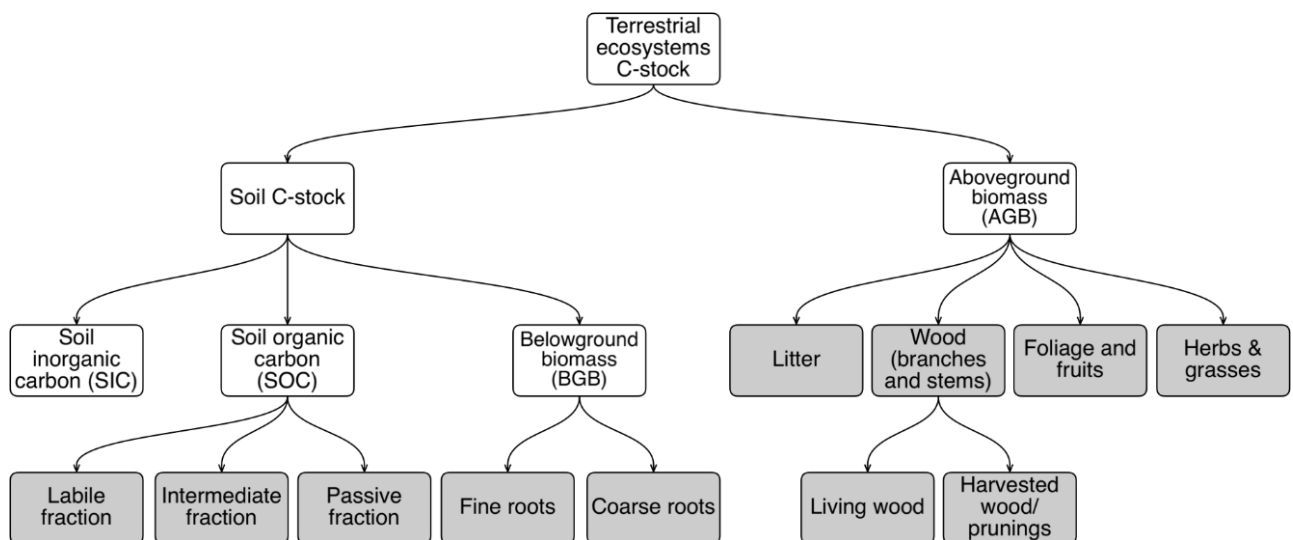 Terrestrial
ecosystems
C-stock
Soil C-stock
Aboveground
biomass
(AGB)
Soil
inorganic
carbon (SIC)
Soil organic
carbon
(SOC)
Belowground
biomass
(BGB)
Litter
Wood
(branches
and stems)
Foliage and
fruits
Herbs &
grasses
Labile
fraction
Intermediate
fraction
Passive
fraction
Fine roots
Coarse roots
Living wood
Harvested
wood/
prunings